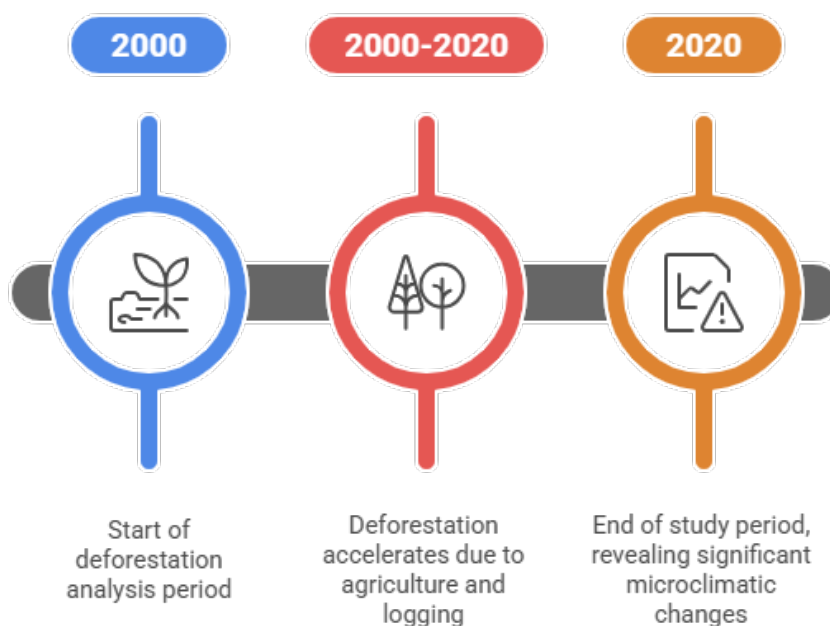 2000
2000-2020
2020
Start of
deforestation
analysis period
Deforestation
accelerates due to
agriculture and
logging
End of study period,
revealing significant
microclimatic
changes